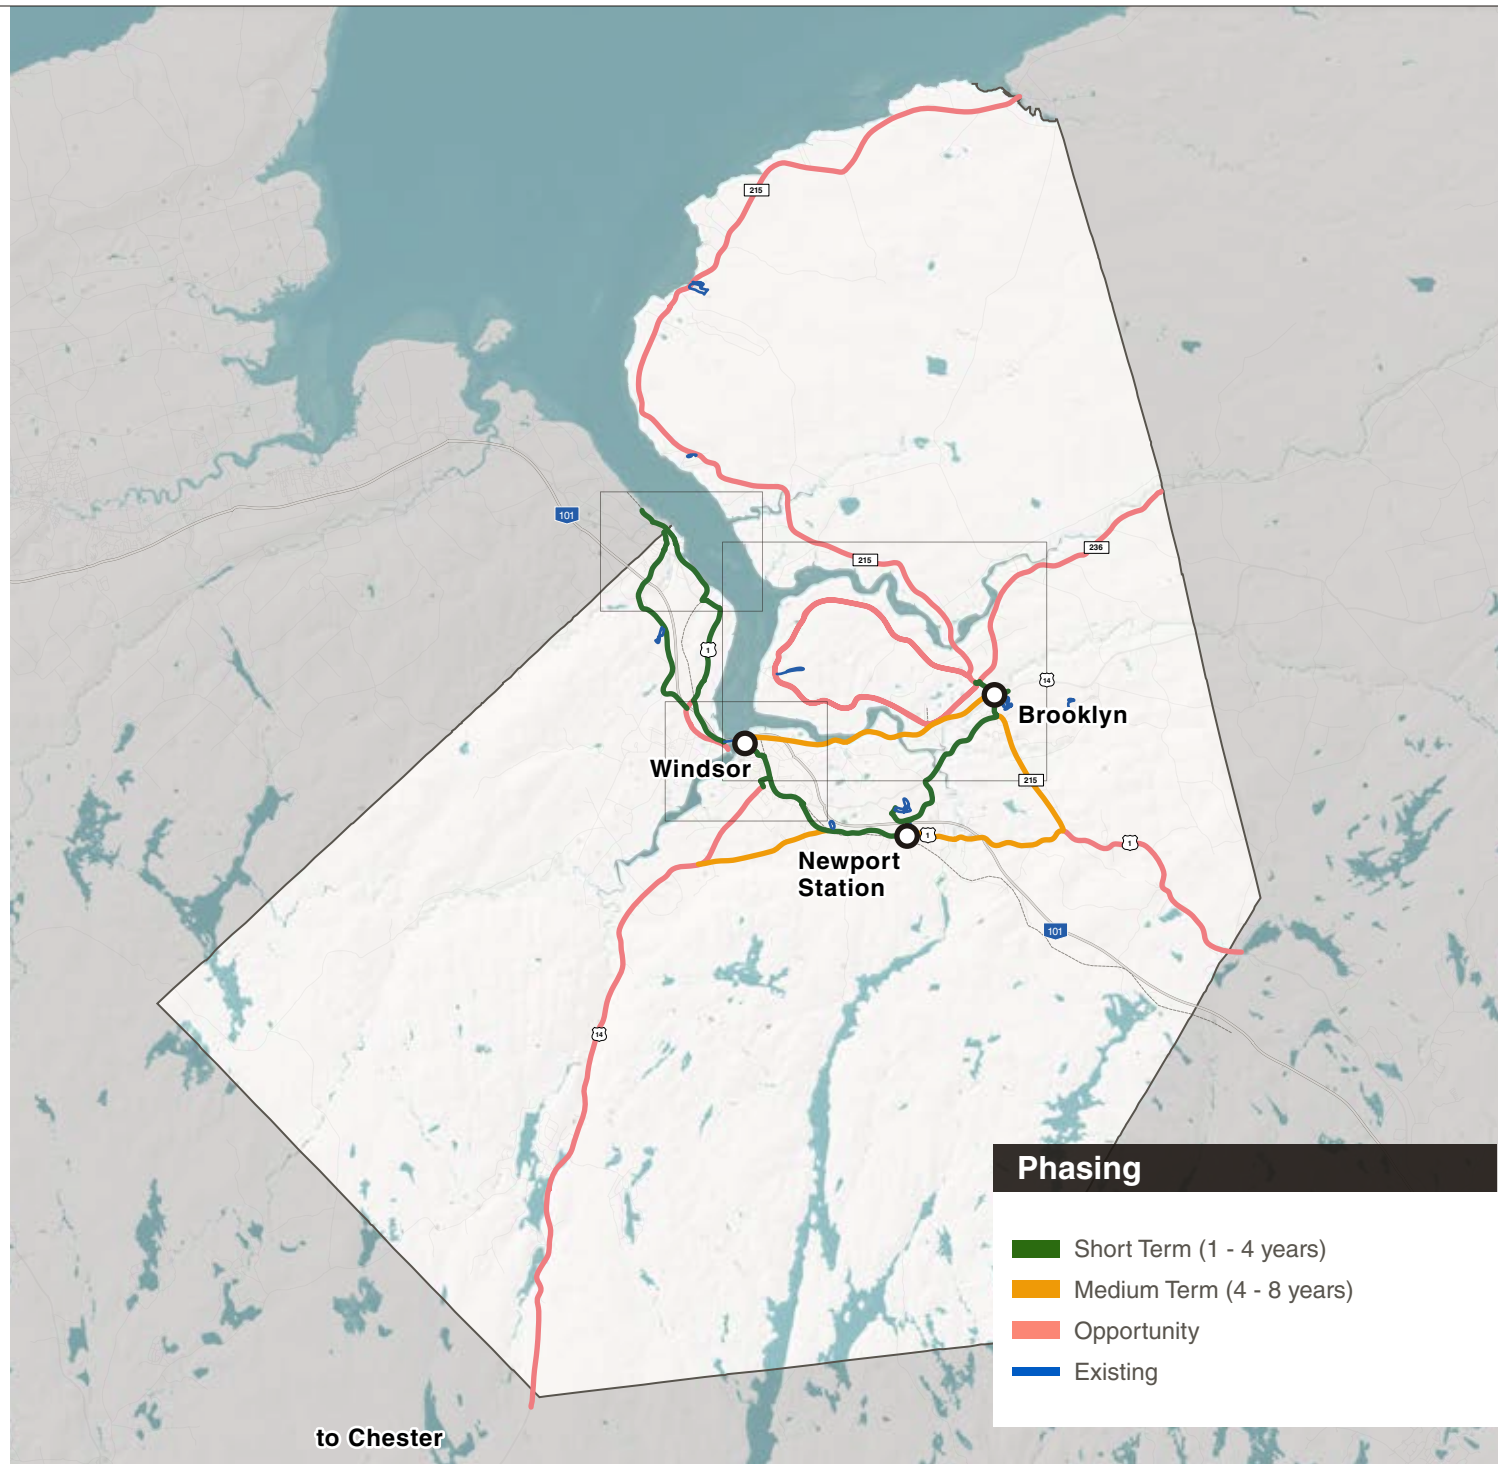 215
101
215
236
1
14
Brooklyn
Windsor
215
1
1
Newport
Station
101
14
Phasing
Short Term (1 - 4 years)
Medium Term (4 - 8 years)
Opportunity
Existing
to Chester